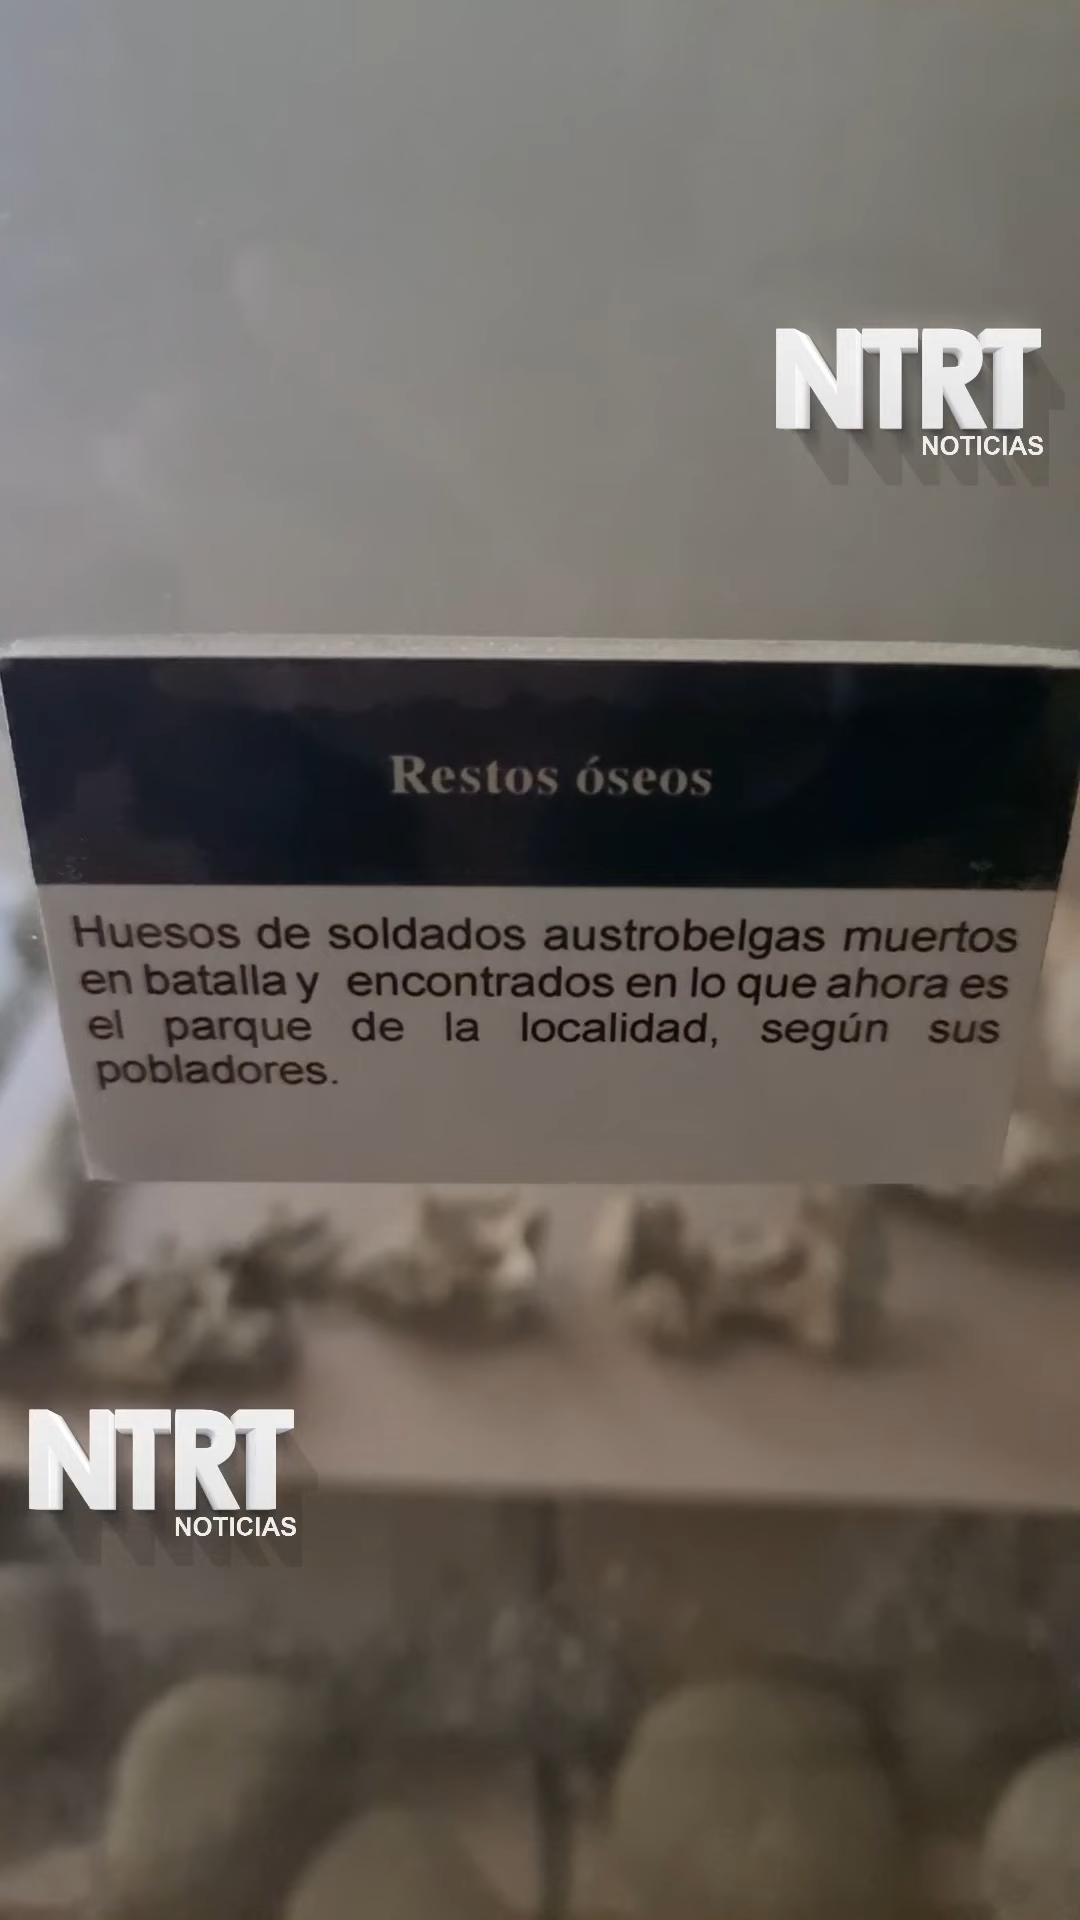 NTRT
NOTICIAS
Restos óseos
Huesos de soldados austrobelgas muertos
en batalla y encontrados en lo que ahora es
el parque de la localidad, según sus
pobladores.
NTRT
NOTICIAS